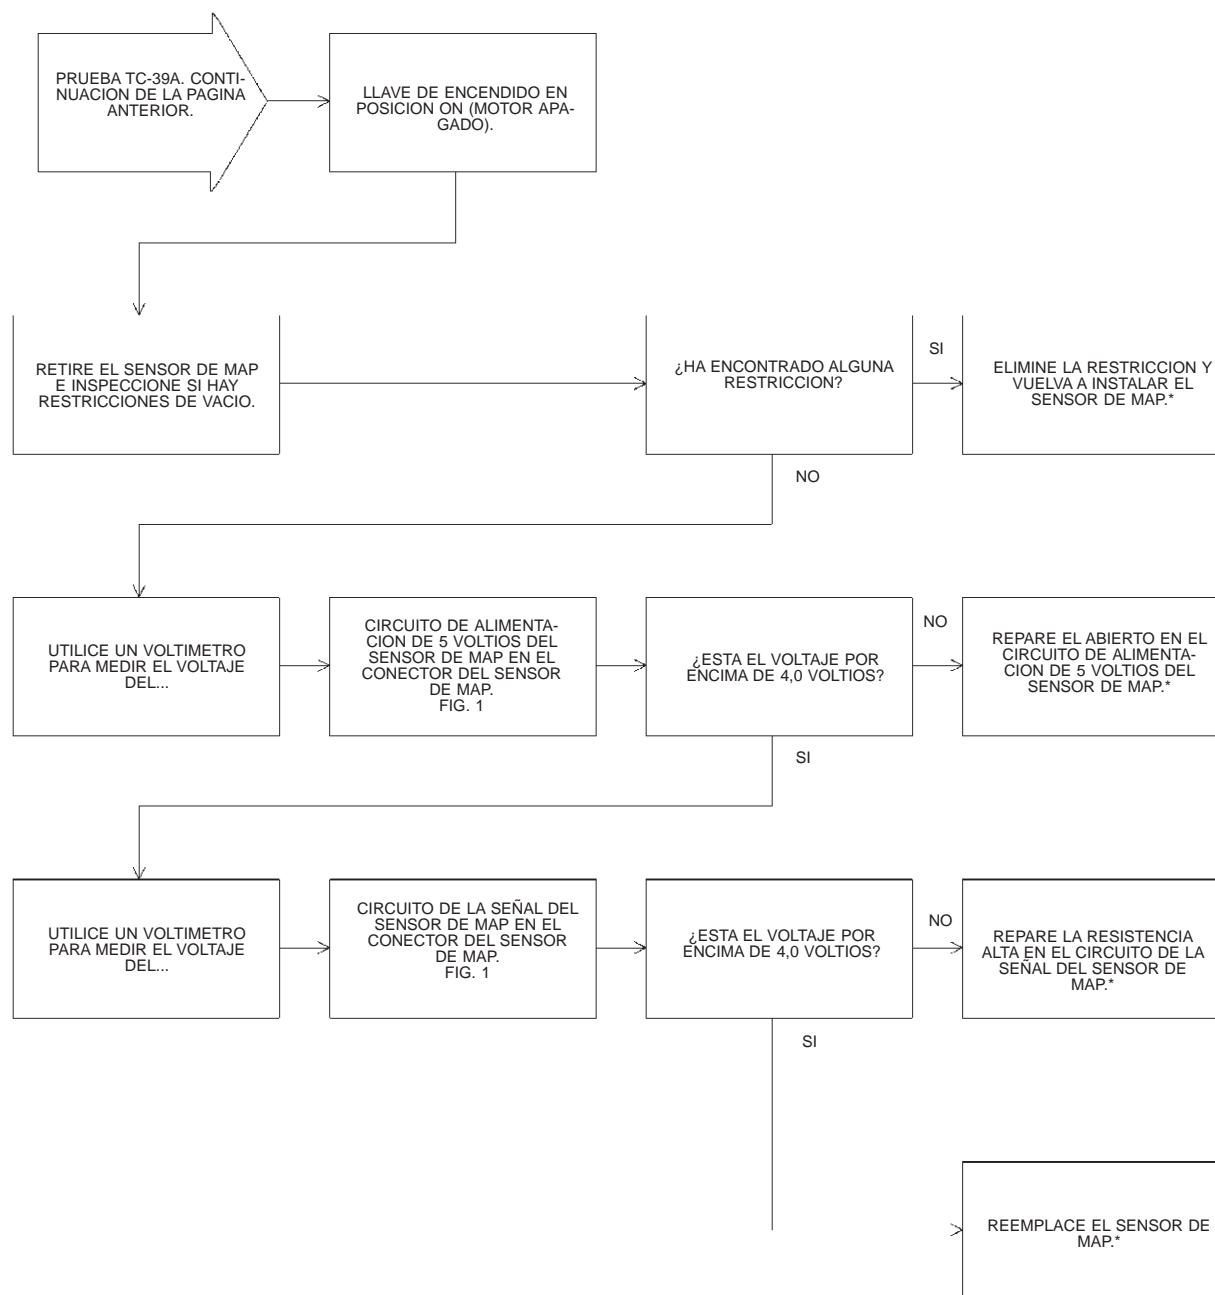 PRUEBA TC-39A. CONTI-
NUACION DE LA PAGINA
ANTERIOR.
LLAVE DE ENCENDIDO EN
POSICION ON (MOTOR APA-
GADO).
RETIRE EL SENSOR DE MAP
E INSPECCIONE SI HAY
RESTRICCIONES DE VACIO.
¿HA ENCONTRADO ALGUNA
RESTRICCION?
SI
ELIMINE LA RESTRICCION Y
VUELVA A INSTALAR EL
SENSOR DE MAP.*
NO
UTILICE UN VOLTIMETRO
PARA MEDIR EL VOLTAJE
DEL...
CIRCUITO DE ALIMENTA-
CION DE 5 VOLTIOS DEL
SENSOR DE MAP EN EL
CONECTOR DEL SENSOR
DE MAP.
FIG. 1
¿ESTA EL VOLTAJE POR
ENCIMA DE 4,0 VOLTIOS?
NO
REPARE EL ABIERTO EN EL
CIRCUITO DE ALIMENTA-
CION DE 5 VOLTIOS DEL
SENSOR DE MAP.*
SI
UTILICE UN VOLTIMETRO
PARA MEDIR EL VOLTAJE
DEL...
CIRCUITO DE LA SEÑAL DEL
SENSOR DE MAP EN EL
CONECTOR DEL SENSOR
DE MAP.
FIG. 1
¿ESTA EL VOLTAJE POR
ENCIMA DE 4,0 VOLTIOS?
NO
REPARE LA RESISTENCIA
ALTA EN EL CIRCUITO DE LA
SEÑAL DEL SENSOR DE
MAP.*
SI
REEMPLACE EL SENSOR DE
MAP.*